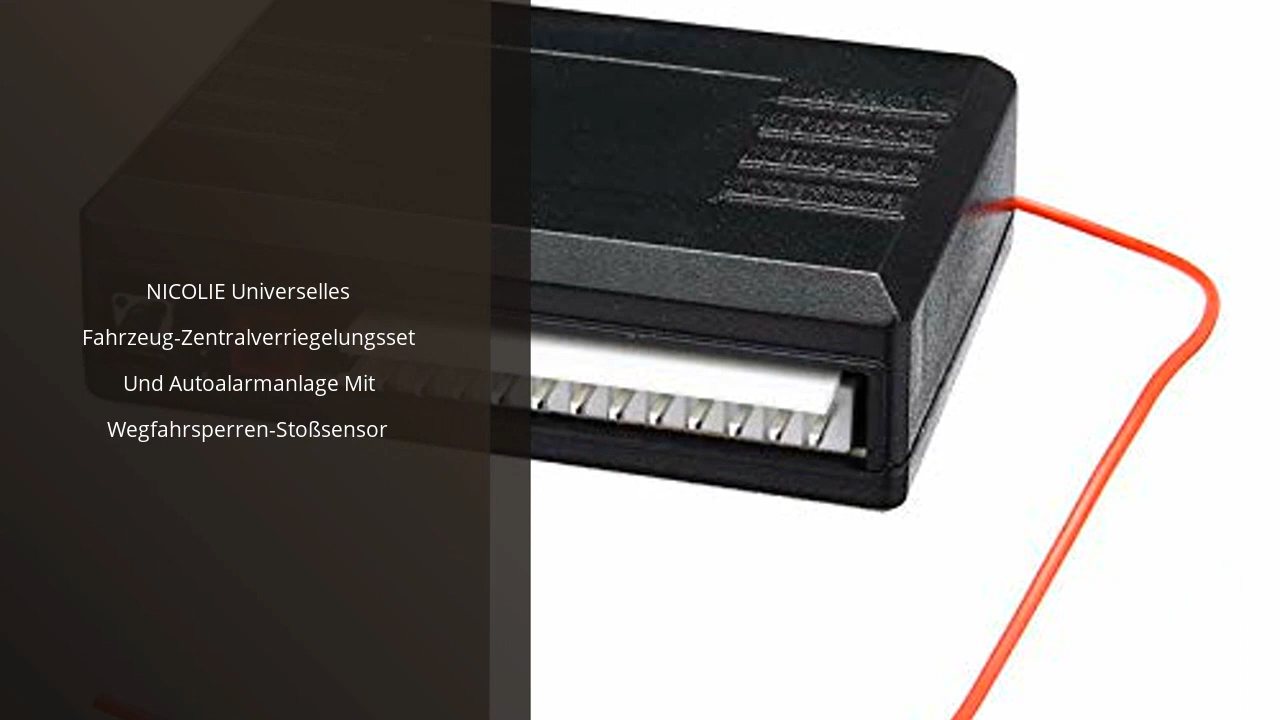 NICOLIE Universelles
Fahrzeug-Zentralverriegelungsset
Und Autoalarmanlage Mit
Wegfahrsperren-Stoßsensor